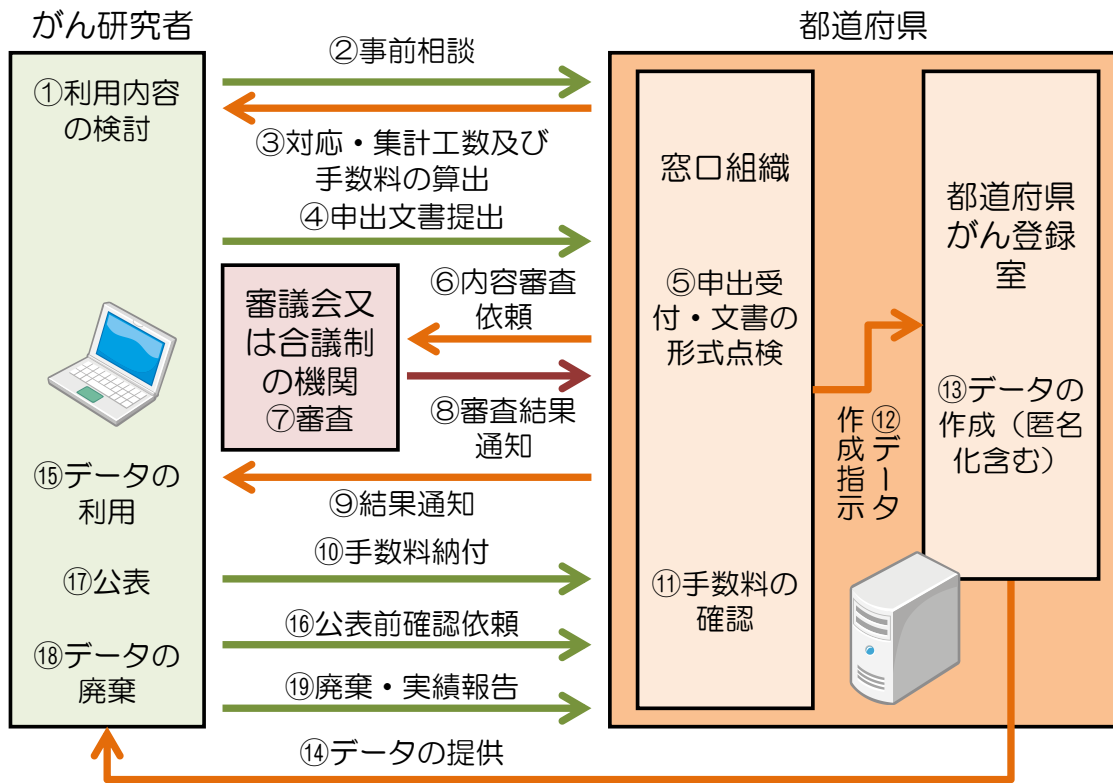 がん研究者
都道府県
①利用内容
の検討
②事前相談
③対応・集計工数及び
手数料の算出
④申出文書提出
窓口組織
都道府県
がん登録
室
審議会又
は合議制
の機関
⑦審査
⑥内容審査
依頼
⑤申出受
付・文書の
形式点検
⑧審査結果
通知
⑫データ
作成指示
⑬データの
作成（匿名
化含む）
⑮データの
利用
⑨結果通知
⑩手数料納付
⑰公表
⑪手数料の
確認
⑯公表前確認依頼
⑱データの
廃棄
⑲廃棄・実績報告
⑭データの提供